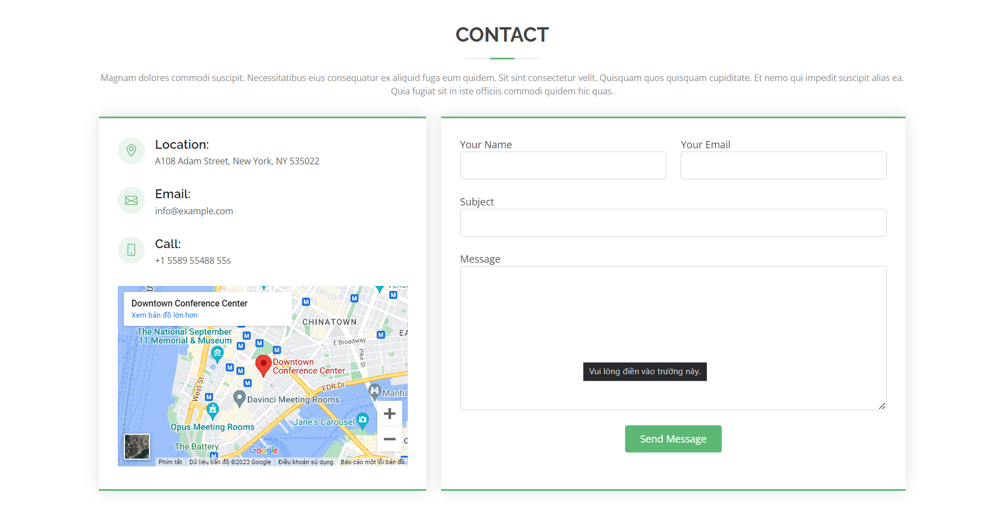 CONTACT
Magnam dolores commodi suscipit. Necessitatibus eius consequatur ex aliquid fuga eum quidem. Sit sint consectetur velit. Quisquam quos quisquam cupiditate. Et nemo qui impedit suscipit alias ea.
Quia fugiat sit in iste officiis commodi quidem hic quas.
Location:
A108 Adam Street, New York, NY 535022
Email:
info@example.com
Call:
+1 5589 55488 55s
Downtown Conference Center
Xem bản đồ lớn hơn
CHINATOWN
The National September
11 Memorial & Museum
E Broadway
Pike St
Downtown
Conference Center
West St
FDR Dr
Davinci Meeting Rooms
Jane's Carousel
Opus Meeting Rooms
The Battery
Google
Phím tắt
Dữ liệu bản đồ ©2023 Google
Điều khoản sử dụng
Báo cáo một lỗi bản đồ
Your Name
Your Email
Subject
Message
Vui lòng điền vào trường này.
Send Message